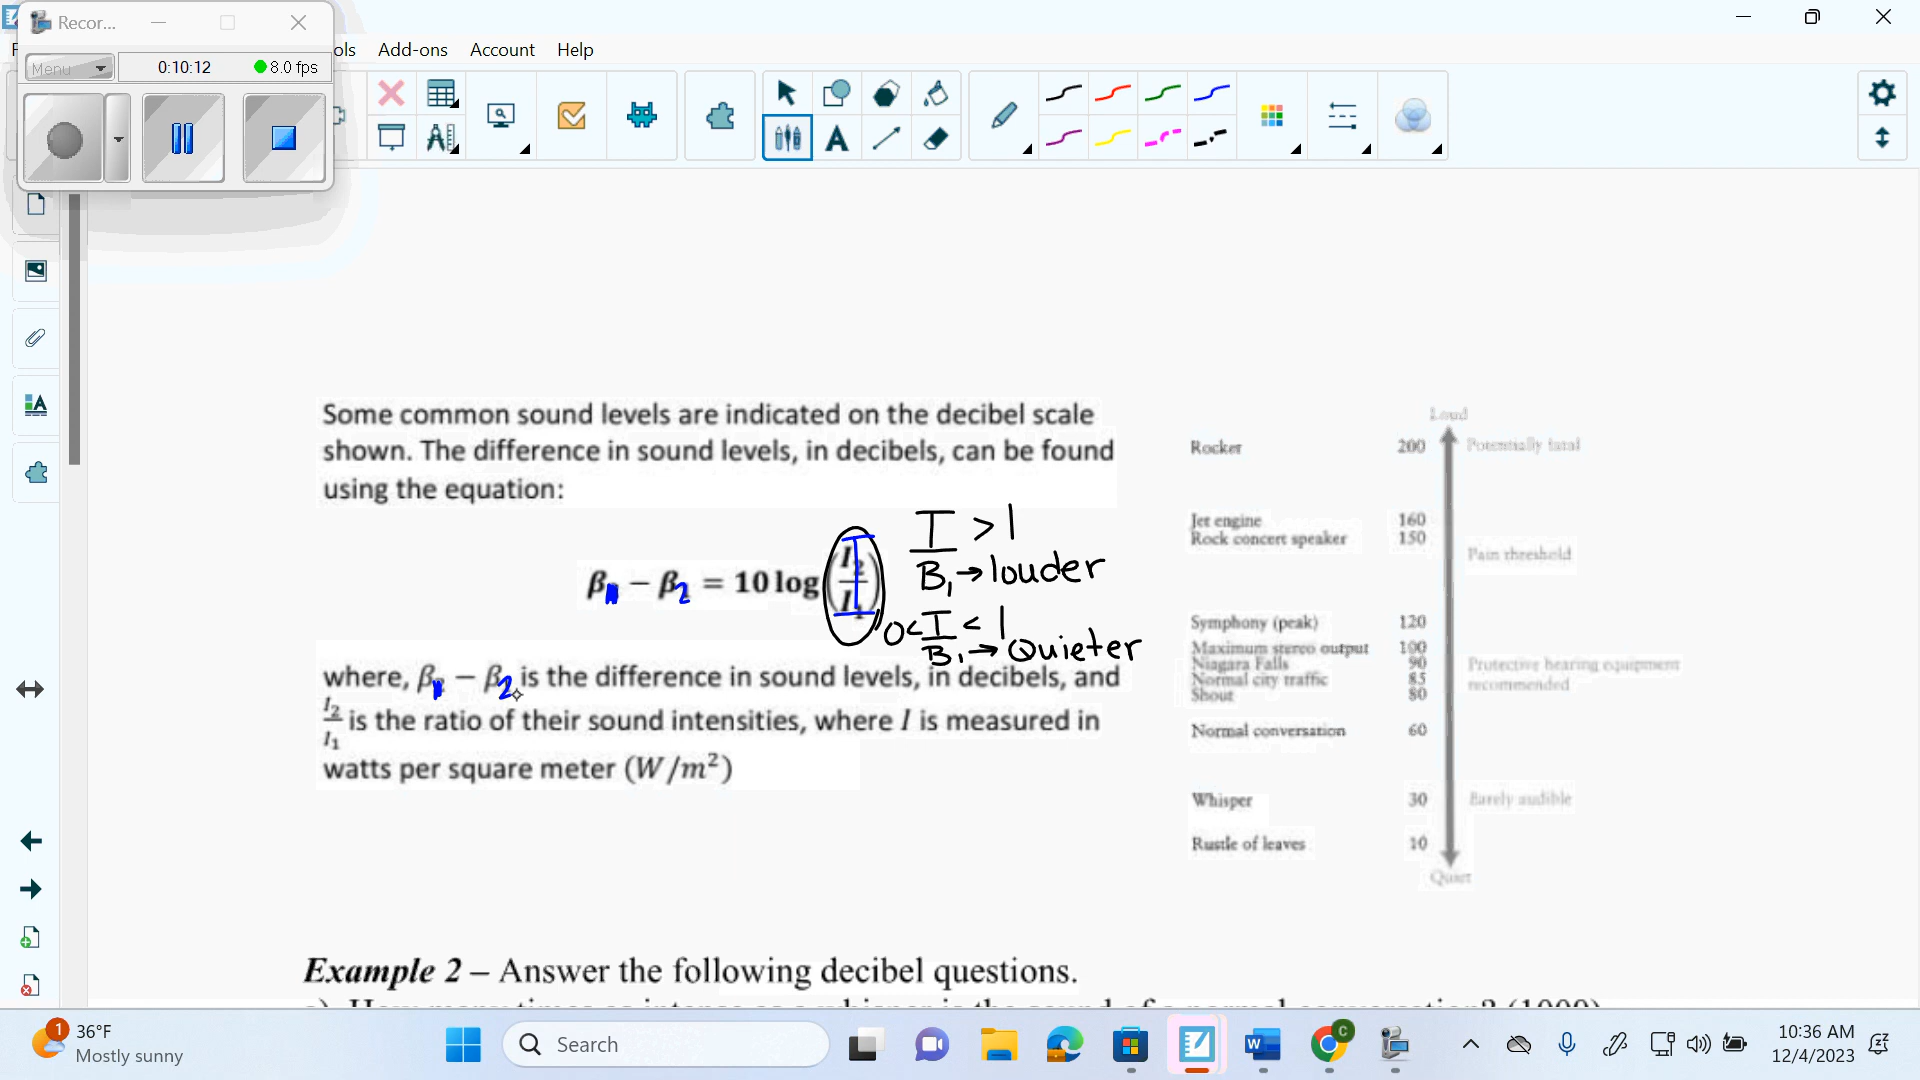 Recor...
Menu
0:10:12
8.0 fps
ols
Add-ons
Account
Help
Some common sound levels are indicated on the decibel scale
shown. The difference in sound levels, in decibels, can be found
using the equation:
β₁ − β₂ = 10 log(I₂/I₁)
I/B₁ > 1
→ louder
0 < I/B₁ < 1
→ Quieter
where, β₁ − β₂ is the difference in sound levels, in decibels, and
I₂/I₁ is the ratio of their sound intensities, where I is measured in
watts per square meter (W/m²)
Loud
Rocket 200 Potentially fatal
Jet engine 160
Rock concert speaker 150
Pain threshold
Symphony (peak) 120
Maximum stereo output 100
Niagara Falls 90 Protective hearing equipment
Normal city traffic 85 recommended
Shout 80
Normal conversation 60
Whisper 30 Barely audible
Rustle of leaves 10
Quiet
Example 2 – Answer the following decibel questions.
1
36°F
Mostly sunny
Search
C
10:36 AM
12/4/2023